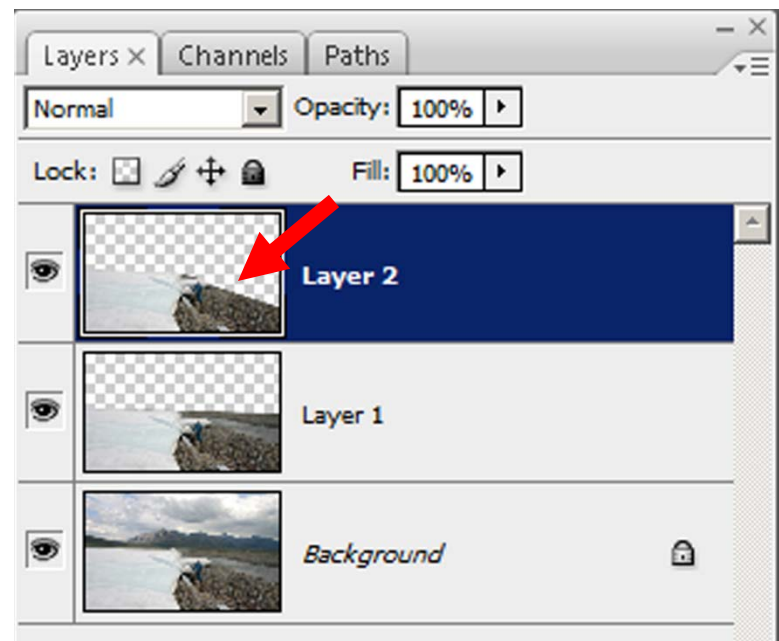 Layers Channels Paths
Normal Opacity: 100%
Lock: Fill: 100%
Layer 2
Layer 1
Background